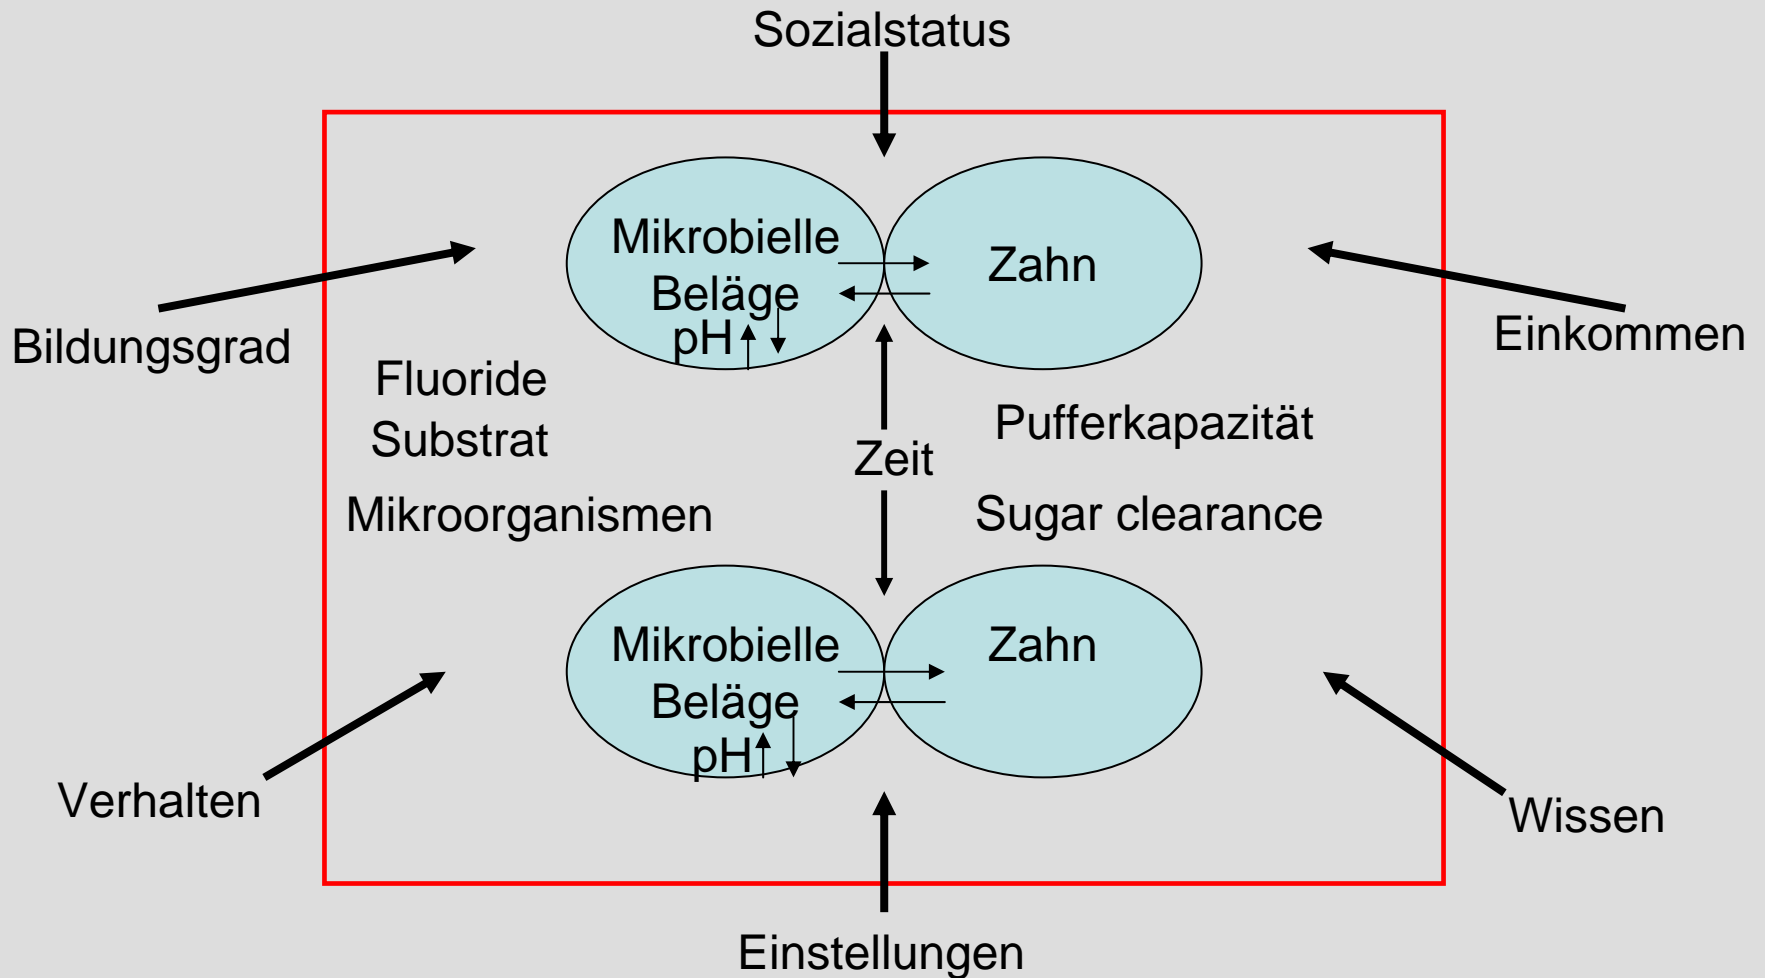 Sozialstatus
Mikrobielle
Beläge
pH
Zahn
Bildungsgrad
Einkommen
Fluoride
Substrat
Mikroorganismen
Zeit
Pufferkapazität
Sugar clearance
Mikrobielle
Beläge
pH
Zahn
Verhalten
Wissen
Einstellungen